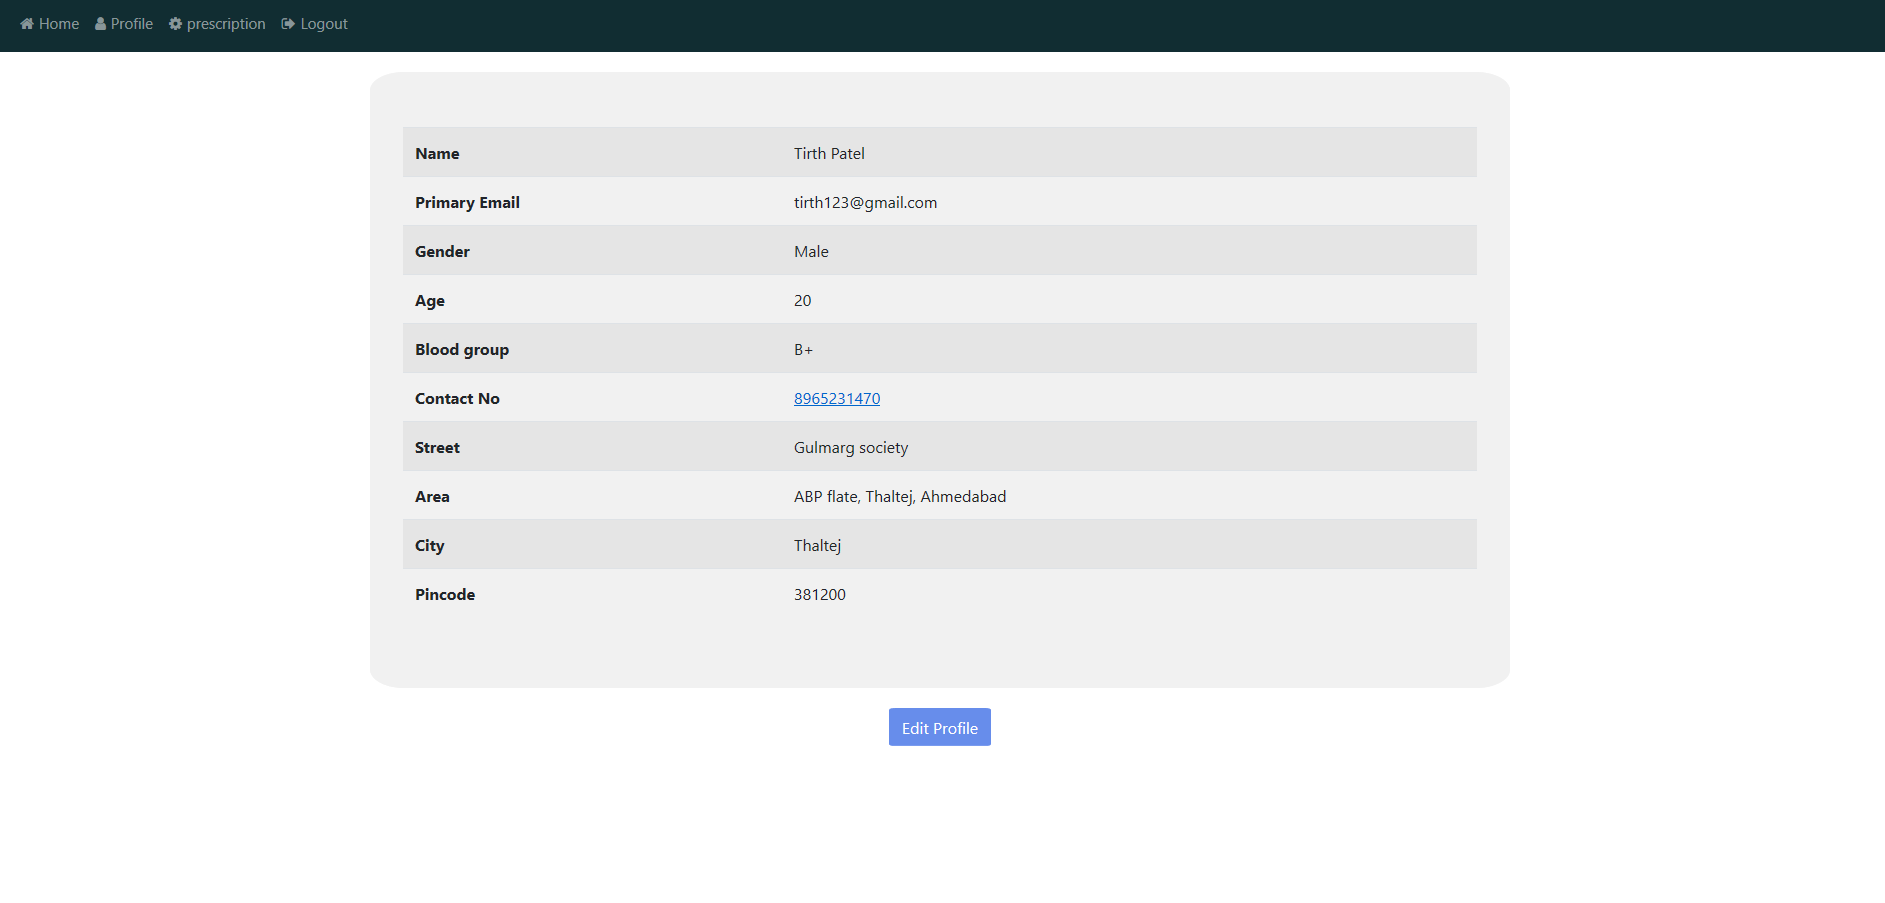 Home Profile prescription Logout
Name Tirth Patel
Primary Email tirth123@gmail.com
Gender Male
Age 20
Blood group B+
Contact No 8965231470
Street Gulmarg society
Area ABP flate, Thaltej, Ahmedabad
City Thaltej
Pincode 381200
Edit Profile